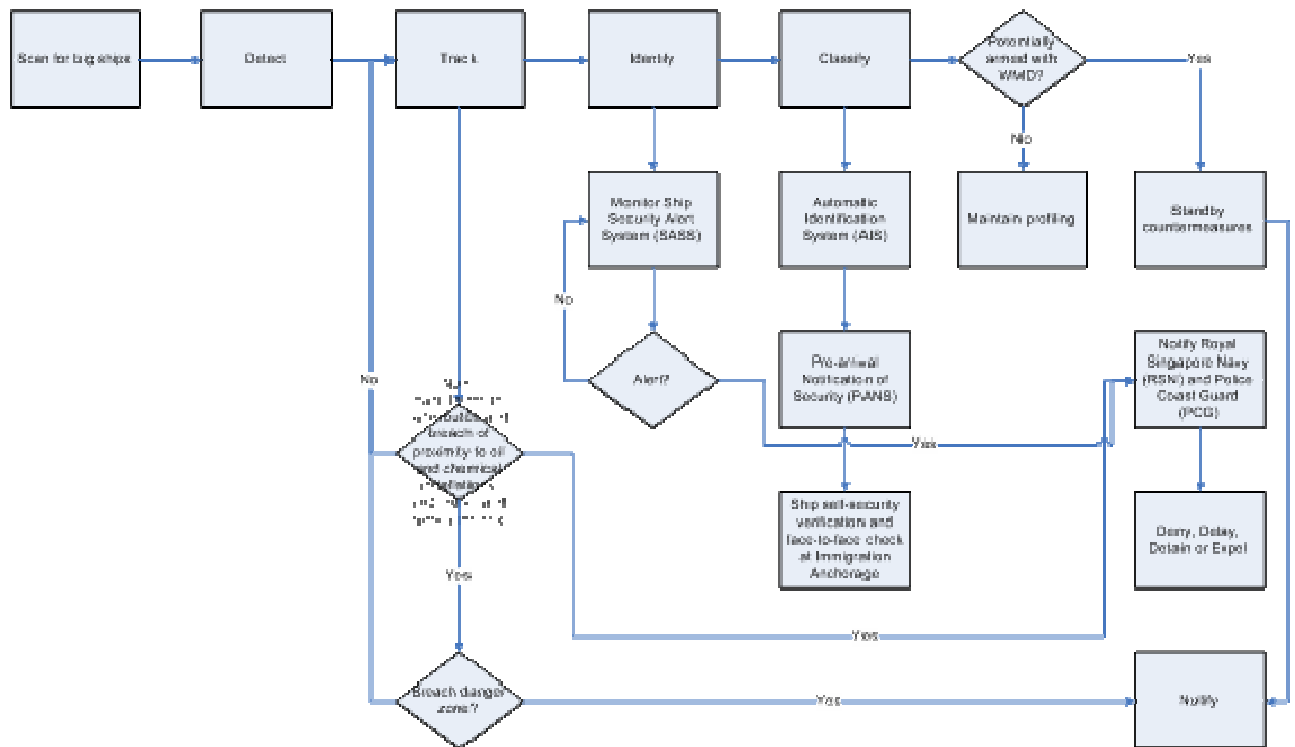 Scan for big ships
Detect
Track
Identify
Classify
Potentially
armed with
WMD?
Yes
No
Monitor Ship
Security Alert
System (SASS)
Automatic
Identification
System (AIS)
Maintain profiling
Standby
countermeasures
No
Alert?
Pre-arrival
Notification of
Security (PANS)
Notify Royal
Singapore Navy
(RSN) and Police
Coast Guard
(PCG)
No
breach of
proximity to oil
and chemical
Yes
Ship self-security
verification and
face-to-face check
at Immigration
Anchorage
Deny, Delay,
Detain or Expel
Yes
Yes
Breach danger
zone?
Yes
Notify